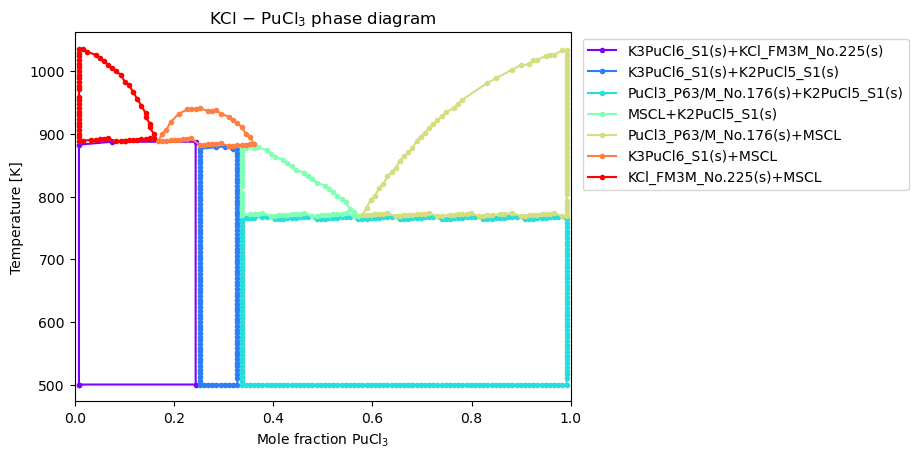 KCl − PuCl₃ phase diagram
Temperature [K]
1000
900
800
700
600
500
0.0 0.2 0.4 0.6 0.8 1.0
Mole fraction PuCl₃
K3PuCl6_S1(s)+KCl_FM3M_No.225(s)
K3PuCl6_S1(s)+K2PuCl5_S1(s)
PuCl3_P63/M_No.176(s)+K2PuCl5_S1(s)
MSCL+K2PuCl5_S1(s)
PuCl3_P63/M_No.176(s)+MSCL
K3PuCl6_S1(s)+MSCL
KCl_FM3M_No.225(s)+MSCL